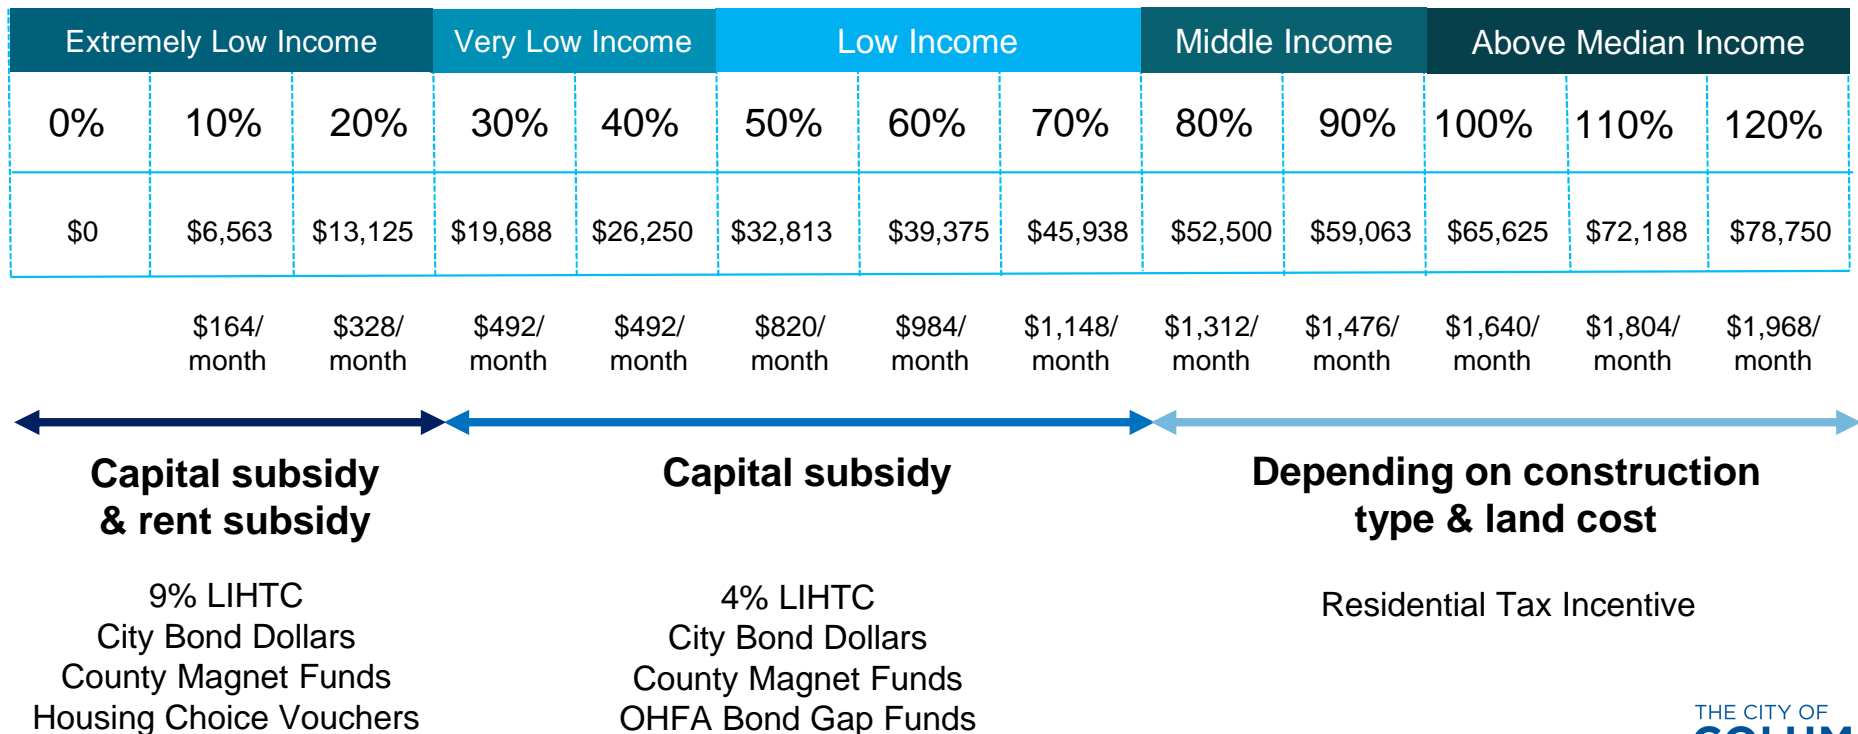 Extremely Low Income Very Low Income Low Income Middle Income Above Median Income
0% 10% 20% 30% 40% 50% 60% 70% 80% 90% 100% 110% 120%
$0 $6,563 $13,125 $19,688 $26,250 $32,813 $39,375 $45,938 $52,500 $59,063 $65,625 $72,188 $78,750
$164/ $328/ $492/ $492/ $820/ $984/ $1,148/ $1,312/ $1,476/ $1,640/ $1,804/ $1,968/
month month month month month month month month month month month month
Capital subsidy
& rent subsidy
9% LIHTC
City Bond Dollars
County Magnet Funds
Housing Choice Vouchers
Capital subsidy
4% LIHTC
City Bond Dollars
County Magnet Funds
OHFA Bond Gap Funds
Depending on construction
type & land cost
Residential Tax Incentive
THE CITY OF